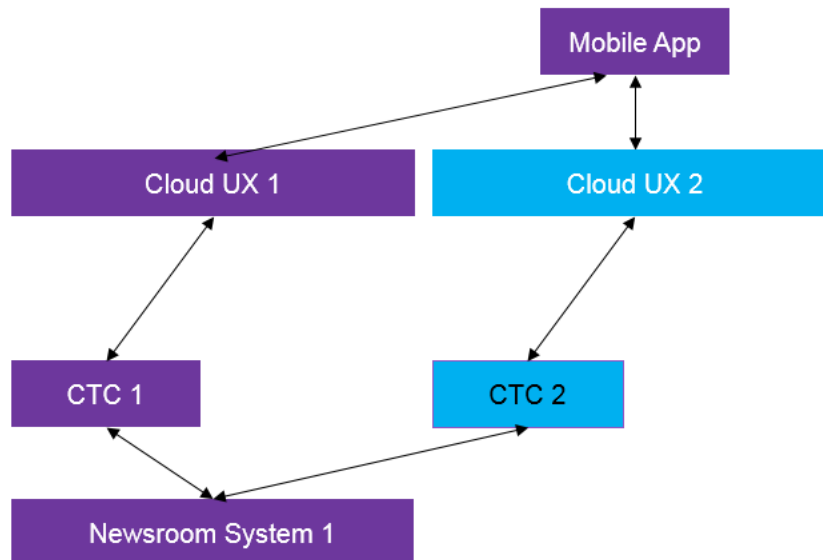 Mobile App
Cloud UX 1
Cloud UX 2
CTC 1
CTC 2
Newsroom System 1